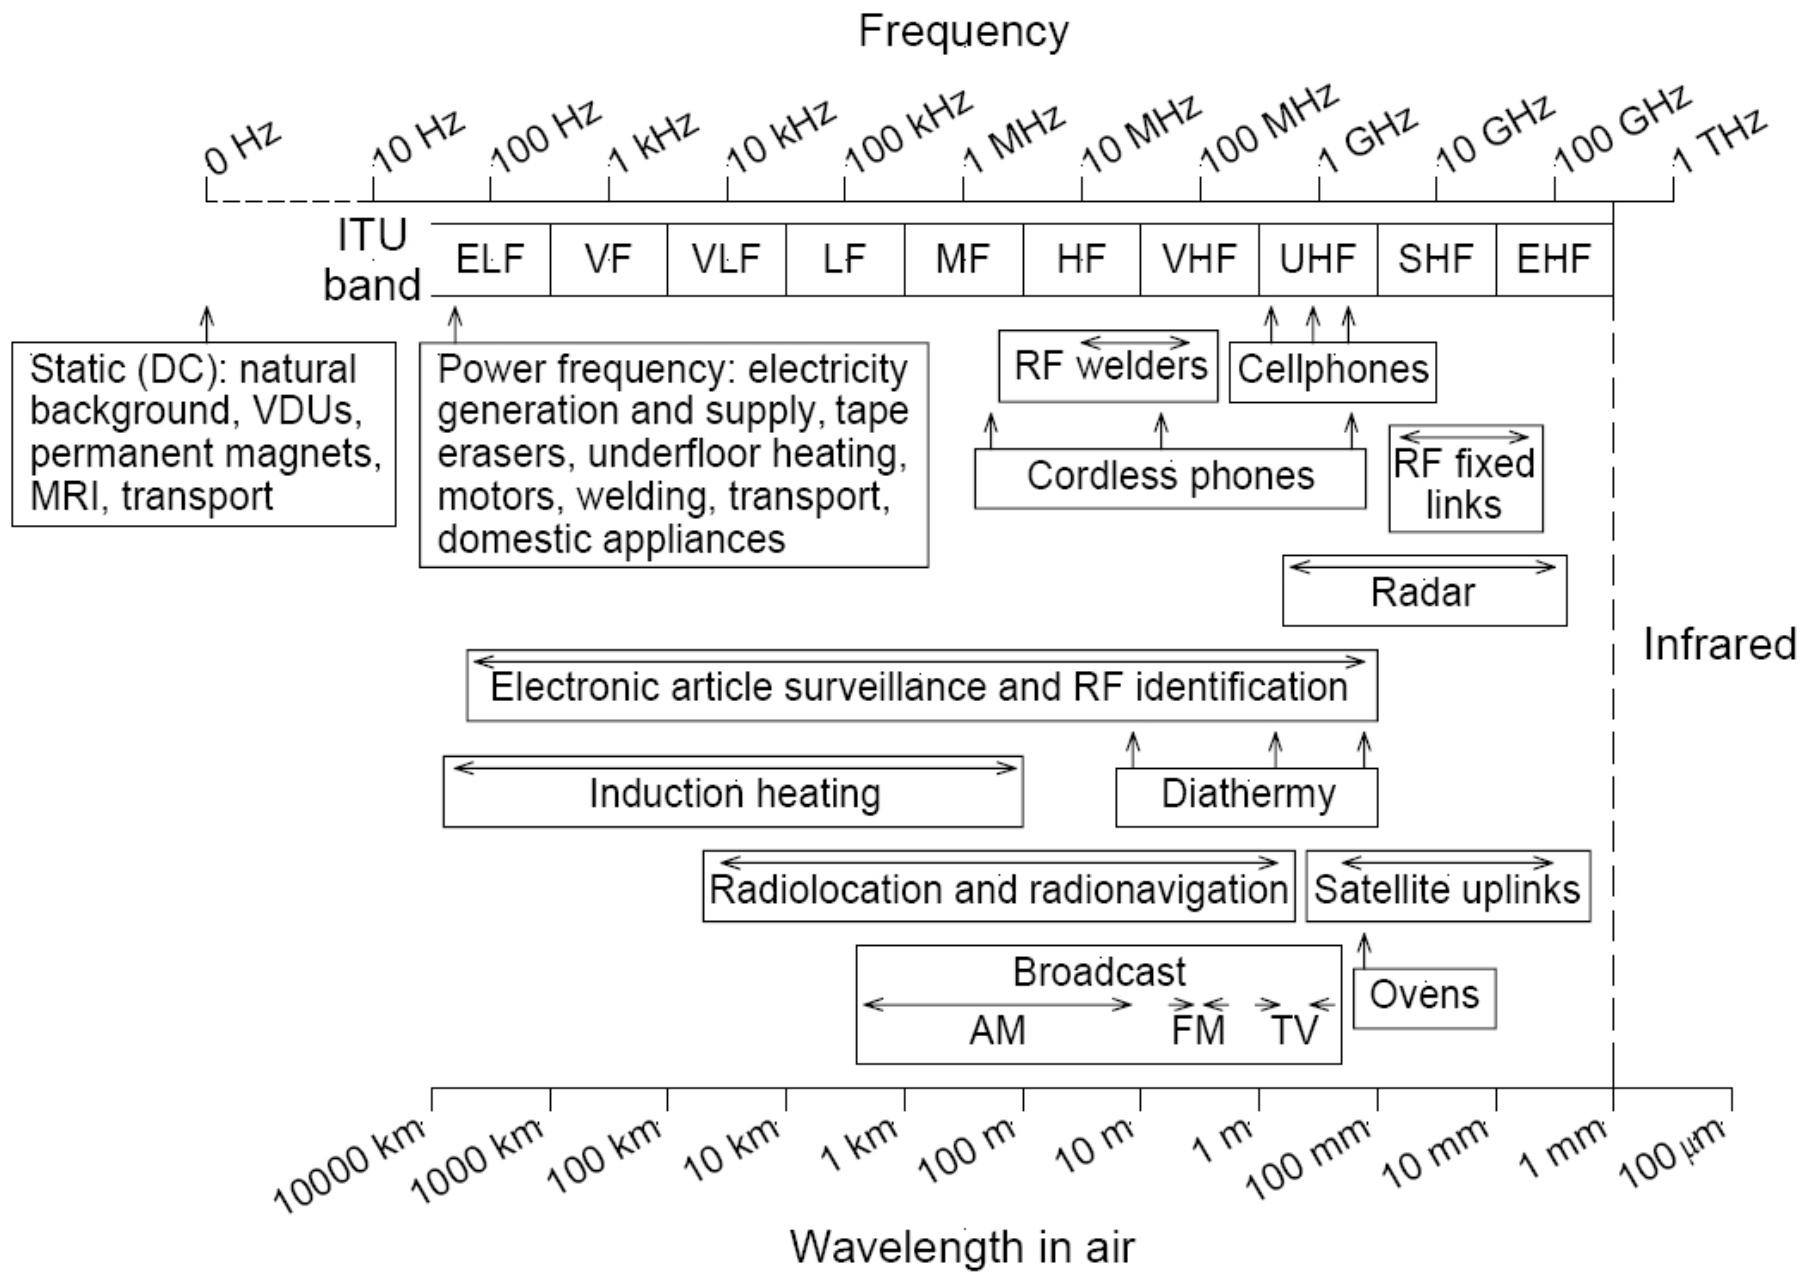 Frequency
0 Hz
10 Hz
100 Hz
1 kHz
10 kHz
100 kHz
1 MHz
10 MHz
100 MHz
1 GHz
10 GHz
100 GHz
1 THz
ITU
band
ELF
VF
VLF
LF
MF
HF
VHF
UHF
SHF
EHF
Static (DC): natural
background, VDUs,
permanent magnets,
MRI, transport
Power frequency: electricity
generation and supply, tape
erasers, underfloor heating,
motors, welding, transport,
domestic appliances
RF welders
Cellphones
Cordless phones
RF fixed
links
Radar
Infrared
Electronic article surveillance and RF identification
Induction heating
Diathermy
Radiolocation and radionavigation
Satellite uplinks
Broadcast
AM
FM
TV
Ovens
10000 km
1000 km
100 km
10 km
1 km
100 m
10 m
1 m
100 mm
10 mm
1 mm
100 μm
Wavelength in air